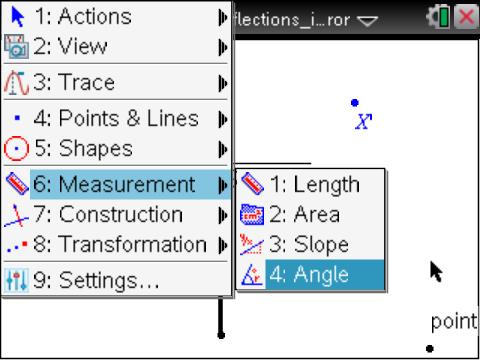 1: Actions
flections_i...ror
2: View
3: Trace
4: Points & Lines
X'
5: Shapes
6: Measurement
1: Length
7: Construction
2: Area
8: Transformation
3: Slope
9: Settings...
4: Angle
point